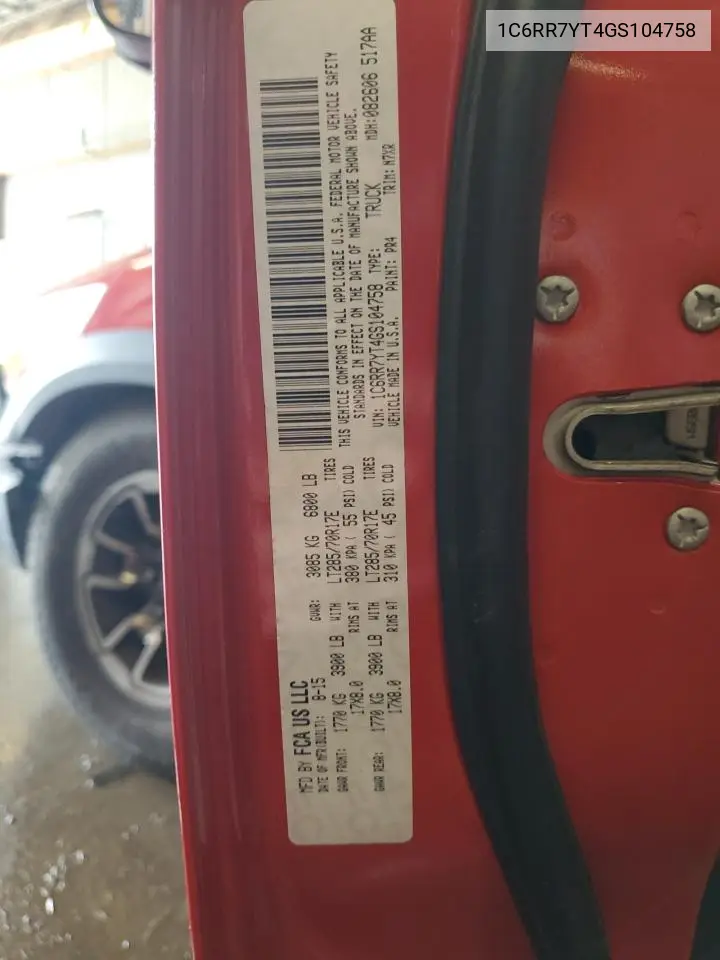 1C6RR7YT4GS104758
MFD BY FCA US LLC
DATE OF MFR(BUILT): 8-15 GVWR: 3085 KG 6800 LB
GAWR FRONT: 1770 KG 3900 LB WITH LT285/70R17E TIRES
17X8.0 RIMS AT 380 KPA ( 55 PSI) COLD
GAWR REAR: 1770 KG 3900 LB WITH LT285/70R17E TIRES
17X8.0 RIMS AT 310 KPA ( 45 PSI) COLD
THIS VEHICLE CONFORMS TO ALL APPLICABLE U.S.A. FEDERAL MOTOR VEHICLE SAFETY
STANDARDS IN EFFECT ON THE DATE OF MANUFACTURE SHOWN ABOVE.
VIN: 1C6RR7YT4GS104758 TYPE: TRUCK MDH:082606 517AA
VEHICLE MADE IN U.S.A. PAINT: PR4 TRIM: N7XR